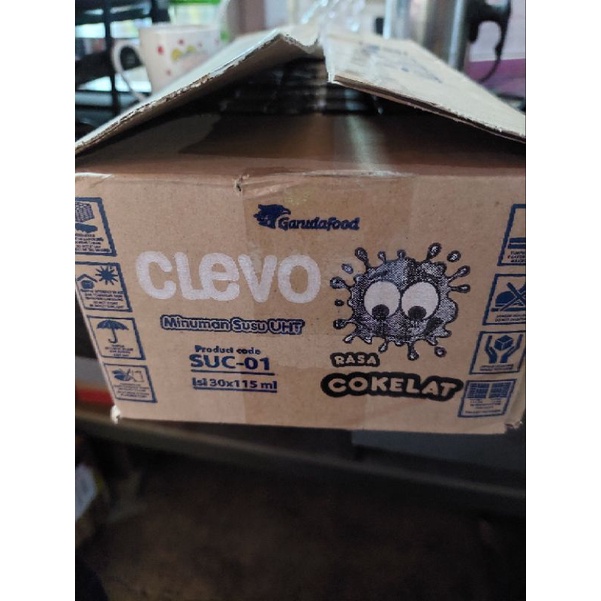 Garudafood
CLEVO
Minuman Susu UHT
Product code
SUC-01
Isi 30x115 ml
RASA
COKELAT